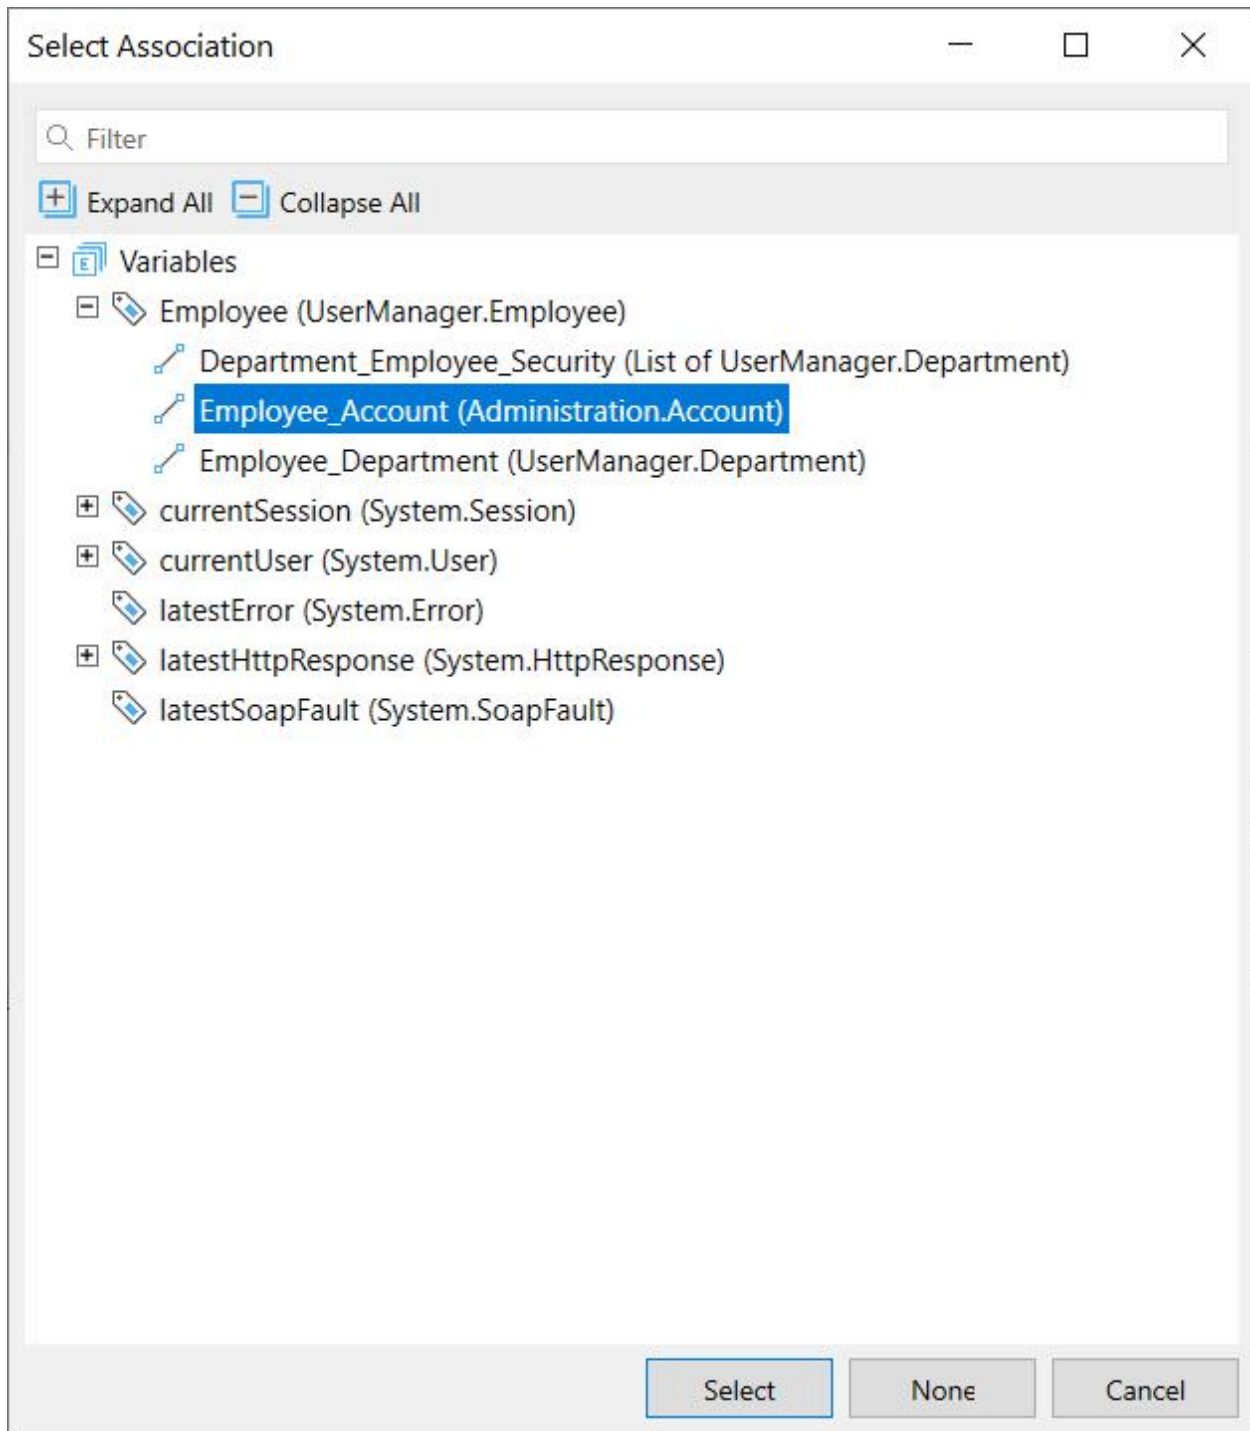 Select Association
Filter
Expand All Collapse All
Variables
Employee (UserManager.Employee)
Department_Employee_Security (List of UserManager.Department)
Employee_Account (Administration.Account)
Employee_Department (UserManager.Department)
currentSession (System.Session)
currentUser (System.User)
latestError (System.Error)
latestHttpResponse (System.HttpResponse)
latestSoapFault (System.SoapFault)
Select None Cancel